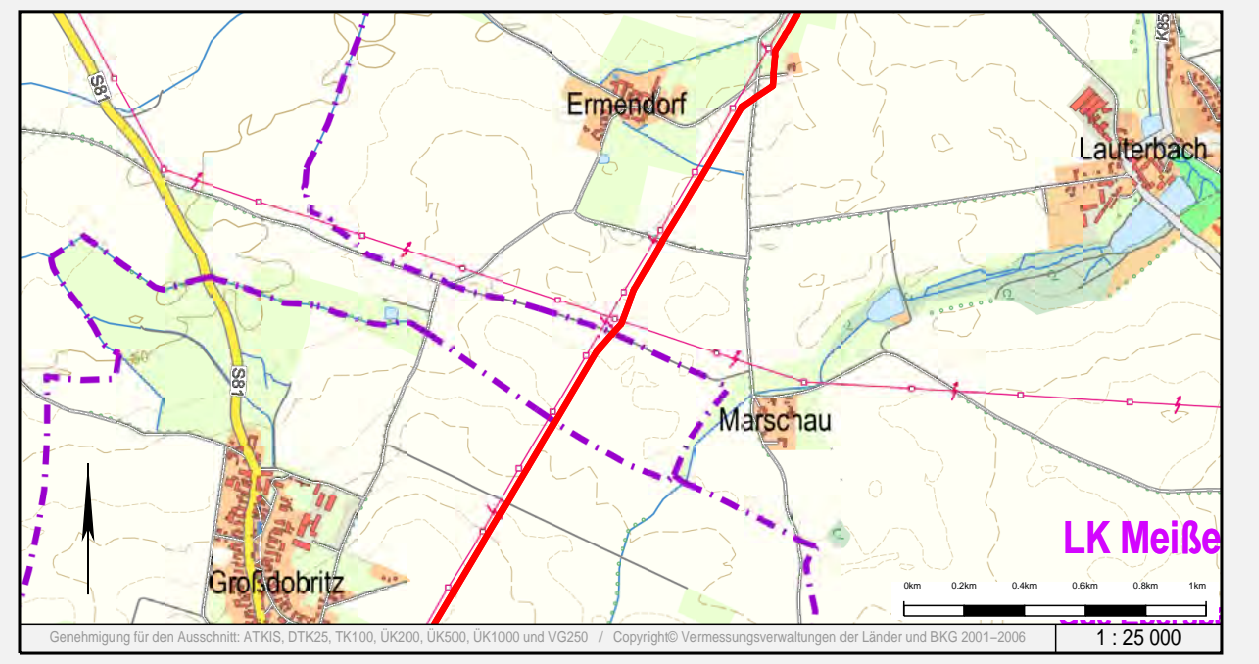 S81
K85
Ermendorf
Lauterbach
S81
Marschau
LK Meiße
Großdobritz
0km 0.2km 0.4km 0.6km 0.8km 1km
Genehmigung für den Ausschnitt: ATKIS, DTK25, TK100, ÜK200, ÜK500, ÜK1000 und VG250 / Copyright© Vermessungsverwaltungen der Länder und BKG 2001–2006
1 : 25 000